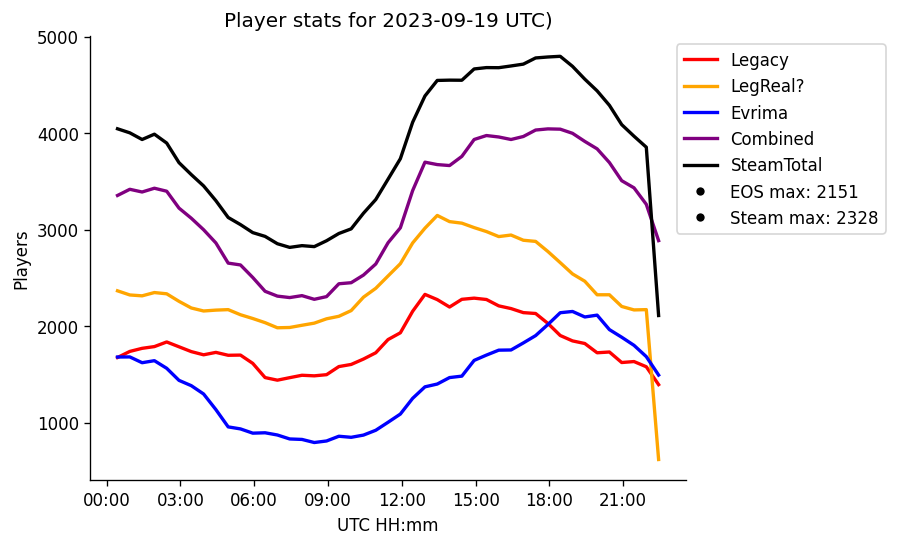 Player stats for 2023-09-19 UTC)
5000
4000
3000
2000
1000
Players
00:00 03:00 06:00 09:00 12:00 15:00 18:00 21:00
UTC HH:mm
Legacy
LegReal?
Evrima
Combined
SteamTotal
EOS max: 2151
Steam max: 2328